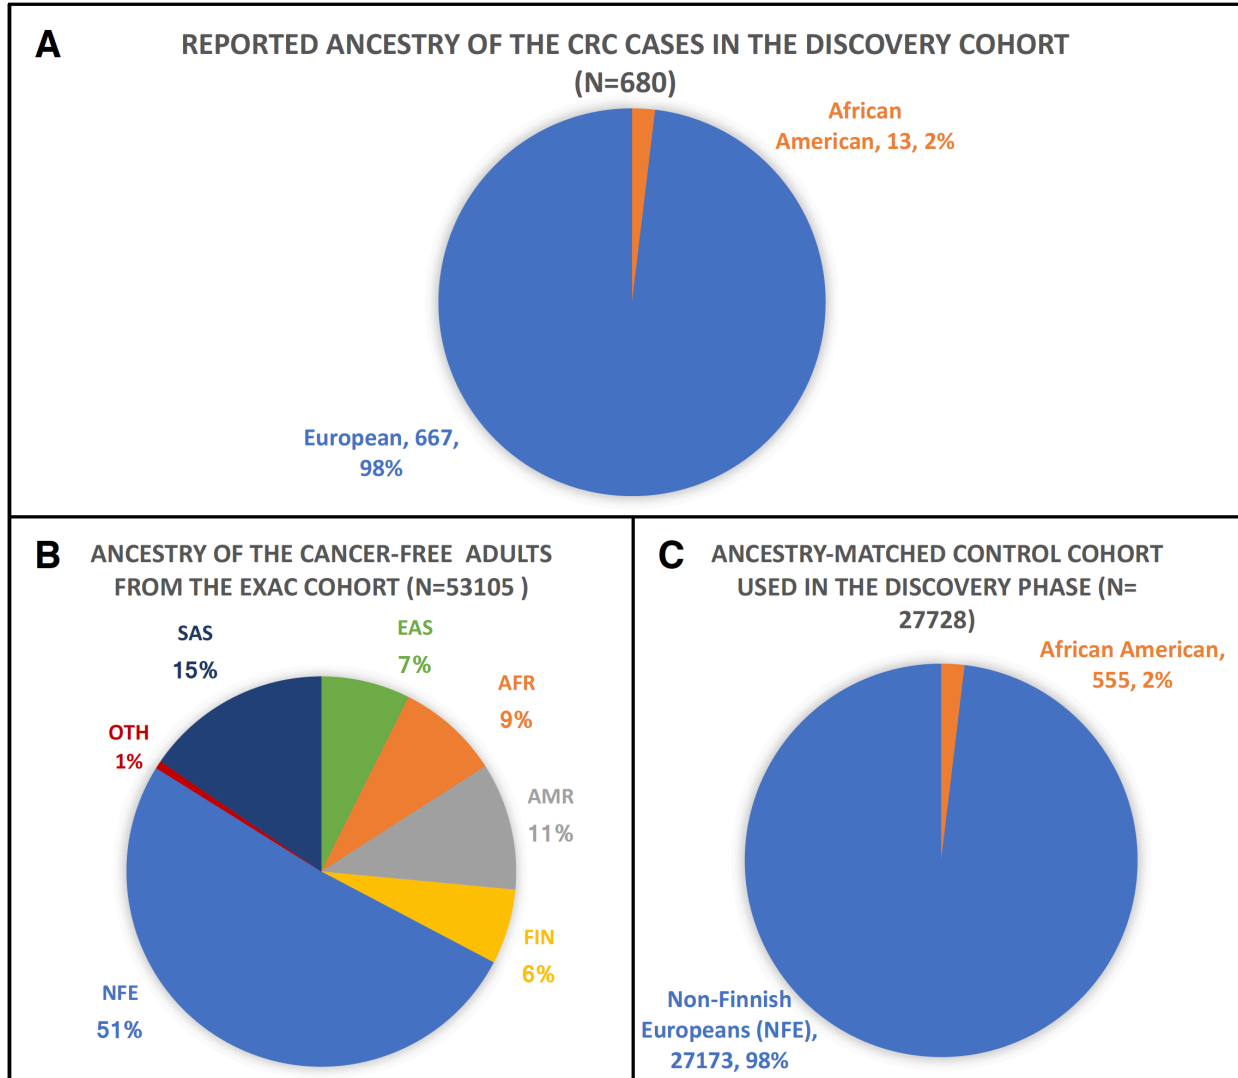 A
REPORTED ANCESTRY OF THE CRC CASES IN THE DISCOVERY COHORT
(N=680)
African
American, 13, 2%
European, 667,
98%
B
ANCESTRY OF THE CANCER-FREE ADULTS
FROM THE EXAC COHORT (N=53105 )
SAS
15%
EAS
7%
AFR
9%
OTH
1%
AMR
11%
FIN
6%
NFE
51%
C
ANCESTRY-MATCHED CONTROL COHORT
USED IN THE DISCOVERY PHASE (N=
27728)
African American,
555, 2%
Non-Finnish
Europeans (NFE),
27173, 98%